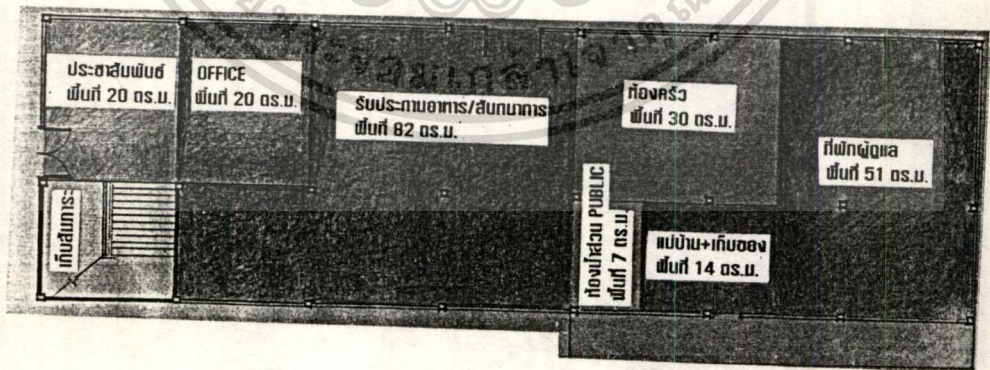 ประชาสัมพันธ์
พื้นที่ 20 ตร.ม.
OFFICE
พื้นที่ 20 ตร.ม.
รับประทานอาหาร/สันทนาการ
พื้นที่ 82 ตร.ม.
ห้องครัว
พื้นที่ 30 ตร.ม.
ที่พักผู้ดูแล
พื้นที่ 51 ตร.ม.
เก็บสัมภาระ
ห้องน้ำส่วน PUBLIC
พื้นที่ 7 ตร.ม.
แม่บ้าน+เก็บของ
พื้นที่ 14 ตร.ม.